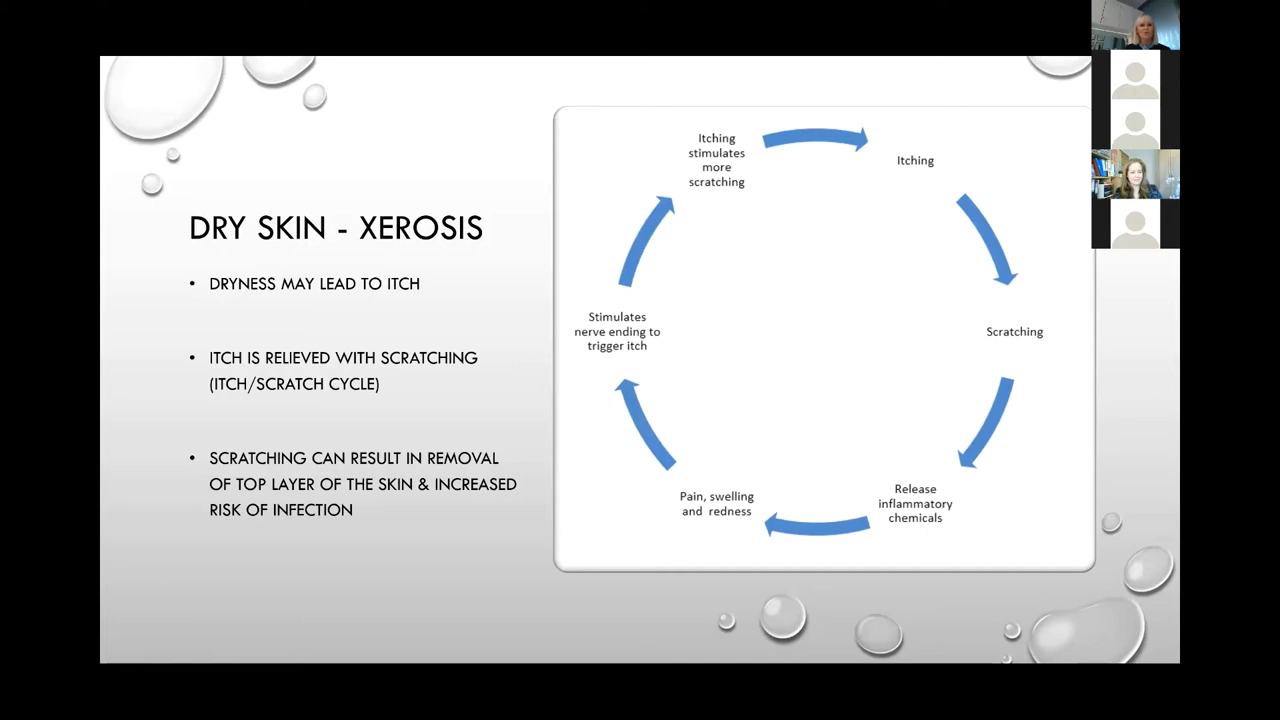 DRY SKIN - XEROSIS
• DRYNESS MAY LEAD TO ITCH
• ITCH IS RELIEVED WITH SCRATCHING
(ITCH/SCRATCH CYCLE)
• SCRATCHING CAN RESULT IN REMOVAL
OF TOP LAYER OF THE SKIN & INCREASED
RISK OF INFECTION
Itching
Scratching
Release
inflammatory
chemicals
Pain, swelling
and redness
Stimulates
nerve ending to
trigger itch
Itching
stimulates
more
scratching